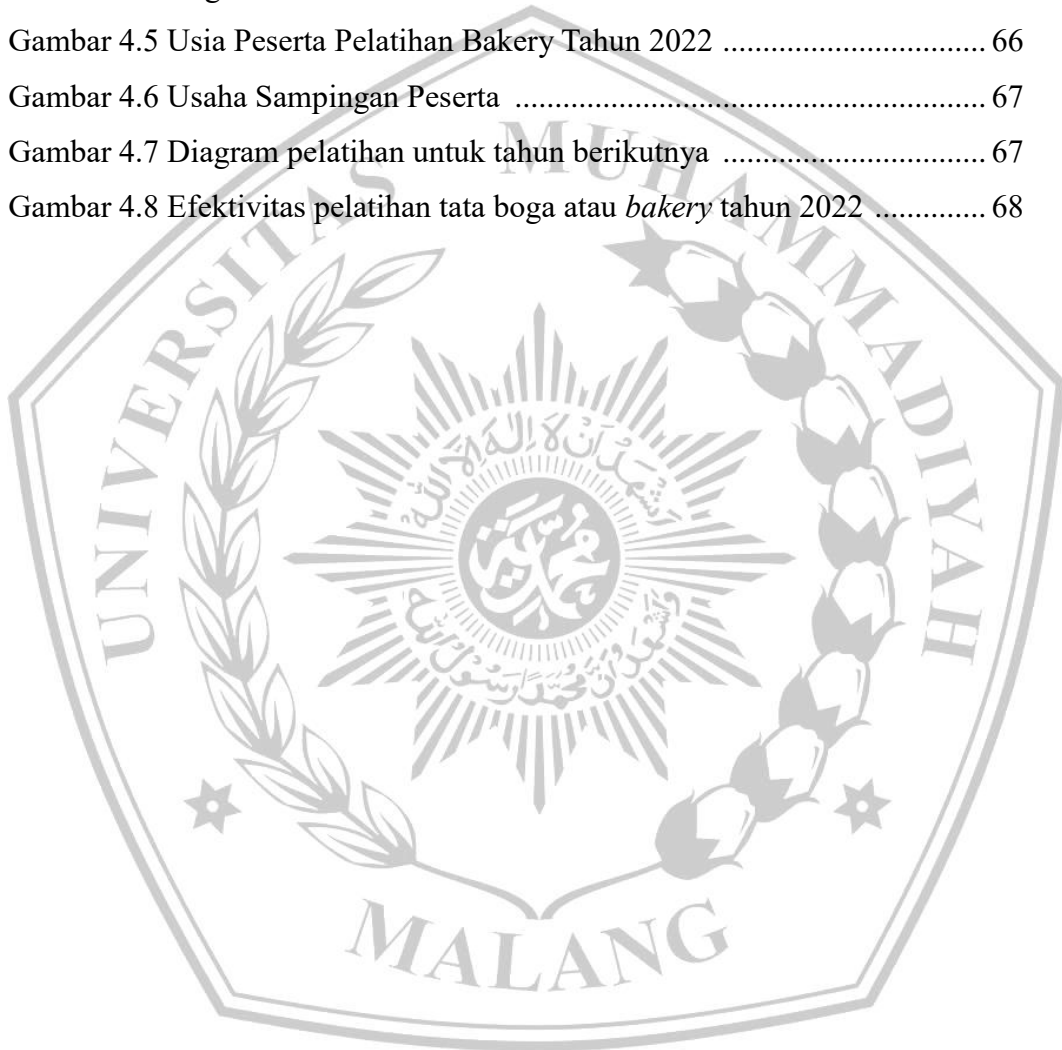 Gambar 4.5 Usia Peserta Pelatihan Bakery Tahun 2022 ................................. 66
Gambar 4.6 Usaha Sampingan Peserta ........................................................... 67
Gambar 4.7 Diagram pelatihan untuk tahun berikutnya ................................. 67
Gambar 4.8 Efektivitas pelatihan tata boga atau bakery tahun 2022 .............. 68
UNIVERSITAS MUHAMMADIYAH
MALANG